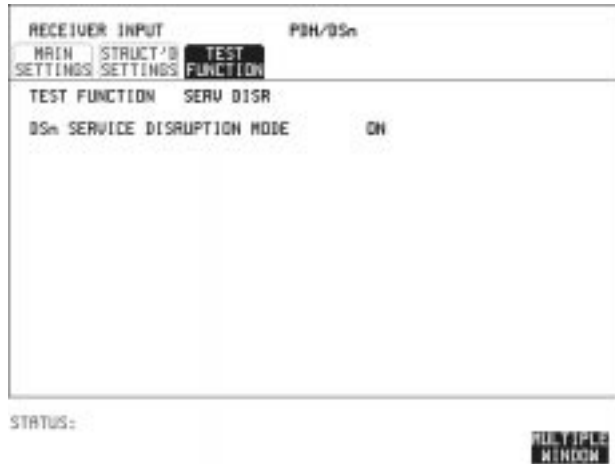 RECEIVER INPUT PDH/DSn
MAIN SETTINGS STRUCT'D SETTINGS TEST FUNCTION
TEST FUNCTION SERV DISR
DSn SERVICE DISRUPTION MODE ON
STATUS:
MULTIPLE
WINDOW